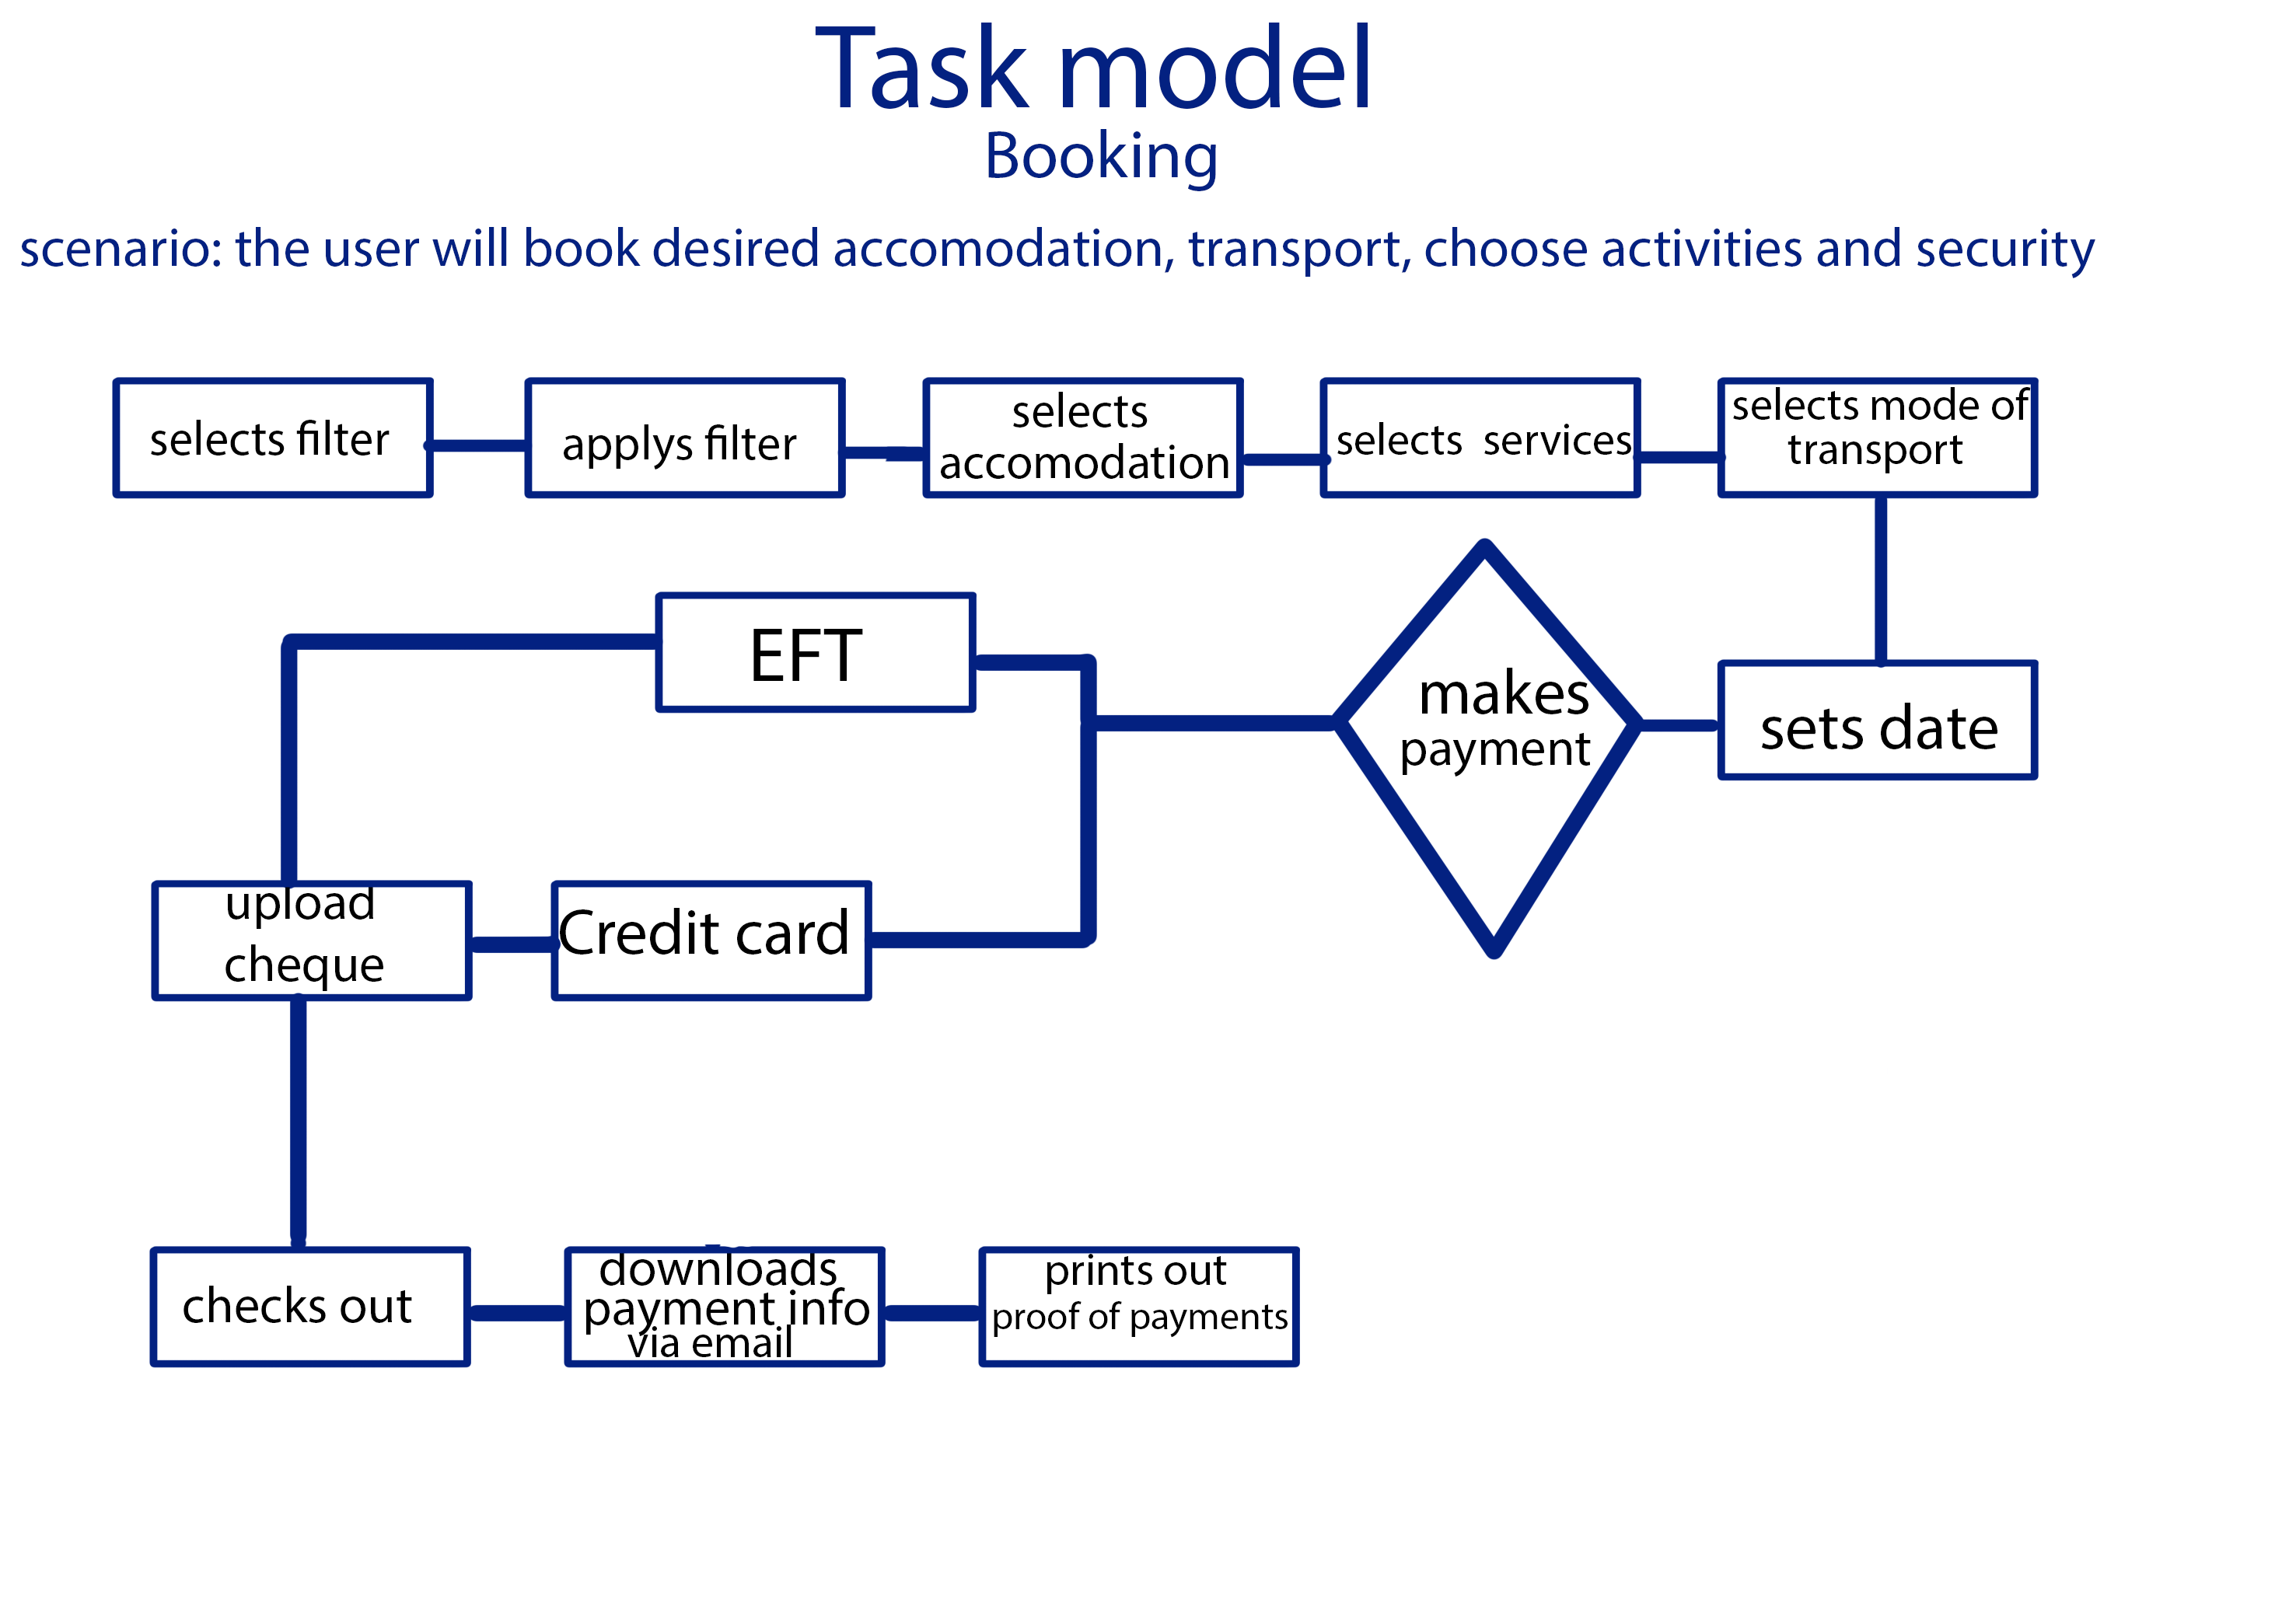 Task model
Booking
scenario: the user will book desired accomodation, transport, choose activities and security
selects filter
applys filter
selects
accomodation
selects services
selects mode of
transport
sets date
makes
payment
EFT
Credit card
upload
cheque
checks out
downloads
payment info
via email
prints out
proof of payments